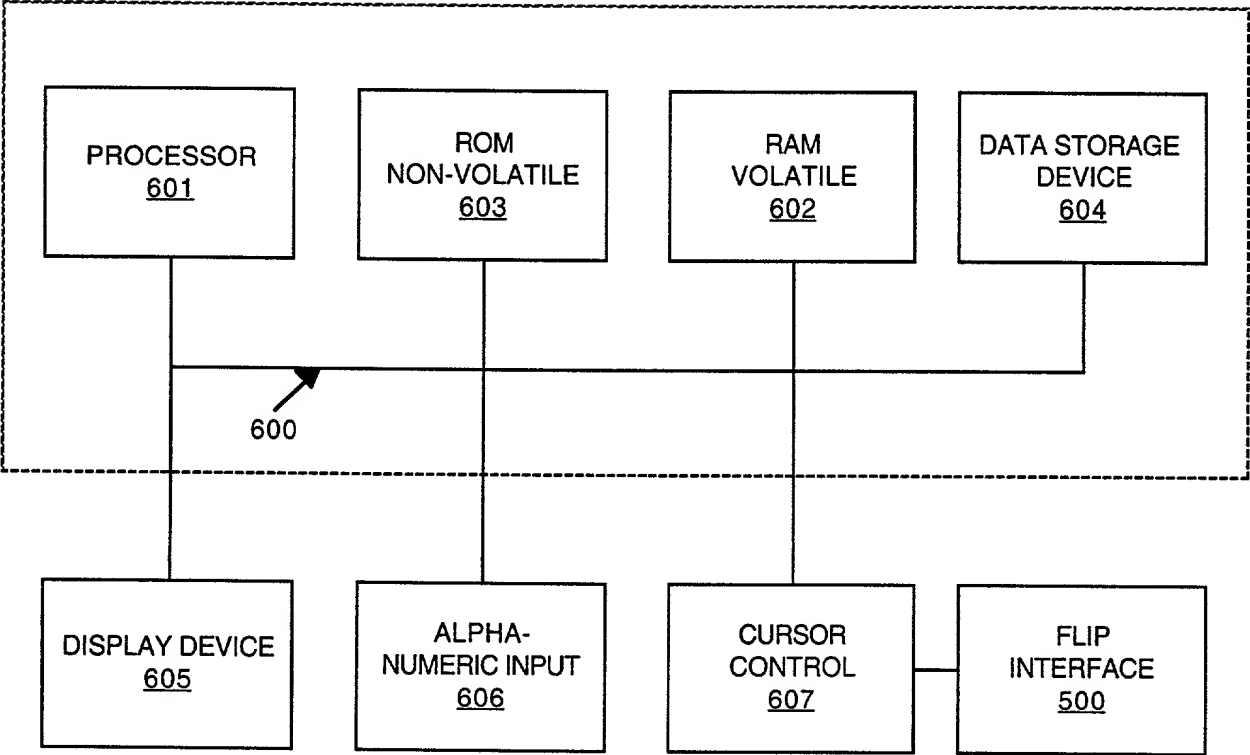 PROCESSOR
601
ROM
NON-VOLATILE
603
RAM
VOLATILE
602
DATA STORAGE
DEVICE
604
600
DISPLAY DEVICE
605
ALPHA-
NUMERIC INPUT
606
CURSOR
CONTROL
607
FLIP
INTERFACE
500